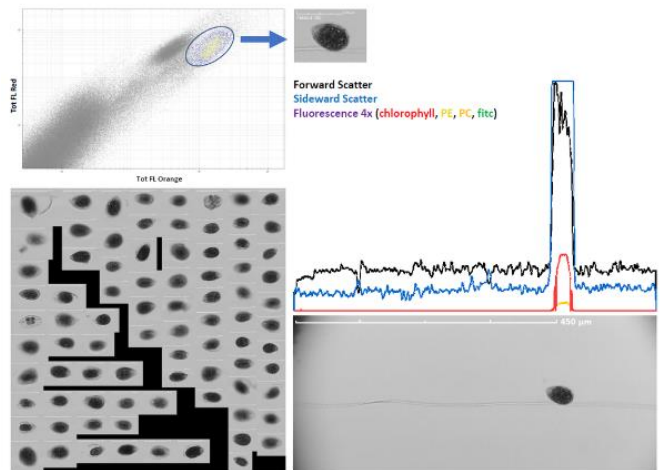 Tot FL Red
Tot FL Orange
Forward Scatter
Sideward Scatter
Fluorescence 4x (chlorophyll, PE, PC, fitc)
450 µm